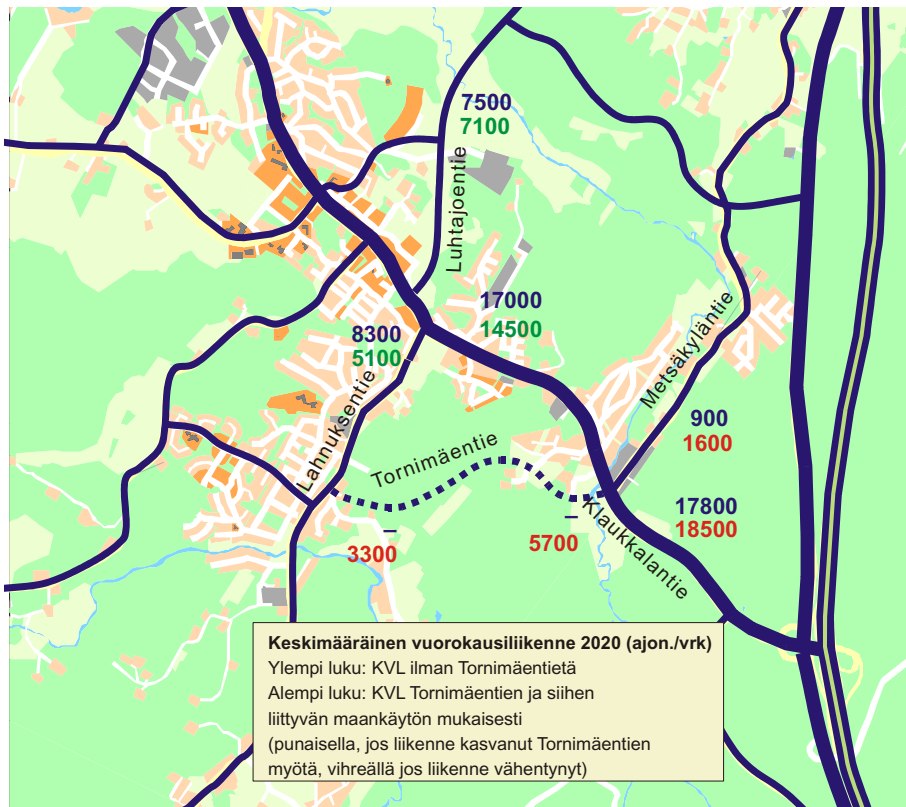 7500
7100
Luhtajoentie
17000
14500
8300
5100
Lahnuksentie
Metsäkyläntie
900
1600
Tornimäentie
–
3300
–
5700
Klaukkalantie
17800
18500
Keskimääräinen vuorokausiliikenne 2020 (ajon./vrk)
Ylempi luku: KVL ilman Tornimäentietä
Alempi luku: KVL Tornimäentien ja siihen
liittyvän maankäytön mukaisesti
(punaisella, jos liikenne kasvanut Tornimäentien
myötä, vihreällä jos liikenne vähentynyt)